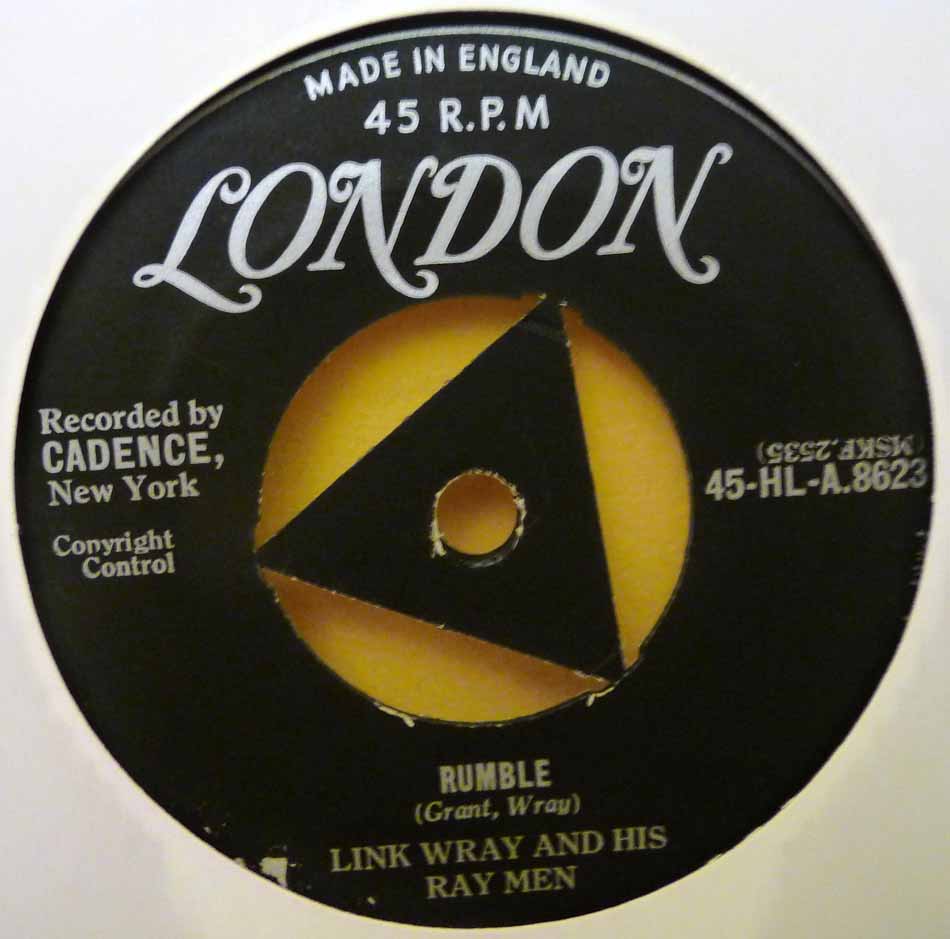 MADE IN ENGLAND
45 R.P.M
LONDON
Recorded by
CADENCE,
New York
Copyright
Control
(MSKF.2535)
45-HL-A.8623
RUMBLE
(Grant, Wray)
LINK WRAY AND HIS
RAY MEN